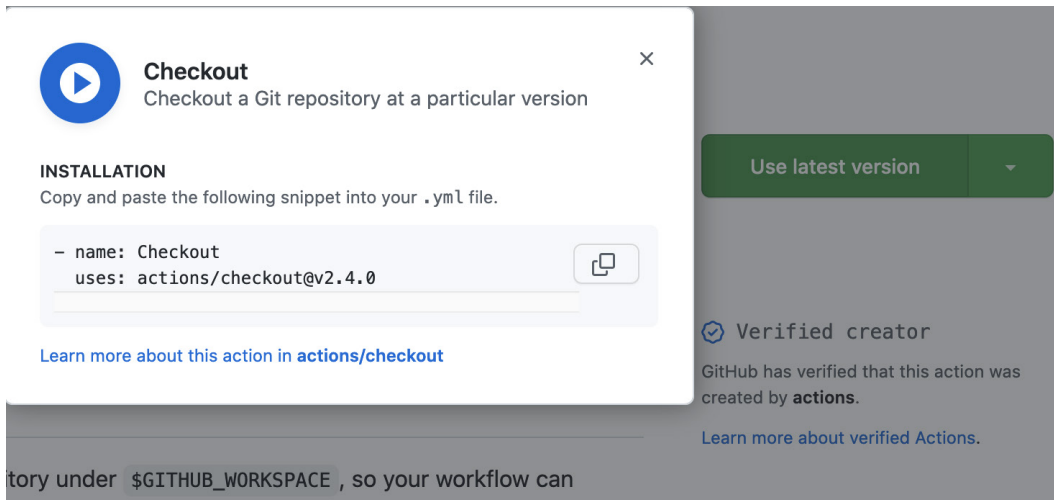 Checkout
Checkout a Git repository at a particular version
INSTALLATION
Copy and paste the following snippet into your .yml file.
- name: Checkout
uses: actions/checkout@v2.4.0
Learn more about this action in actions/checkout
Use latest version
Verified creator
GitHub has verified that this action was
created by actions.
Learn more about verified Actions.
itory under $GITHUB_WORKSPACE, so your workflow can